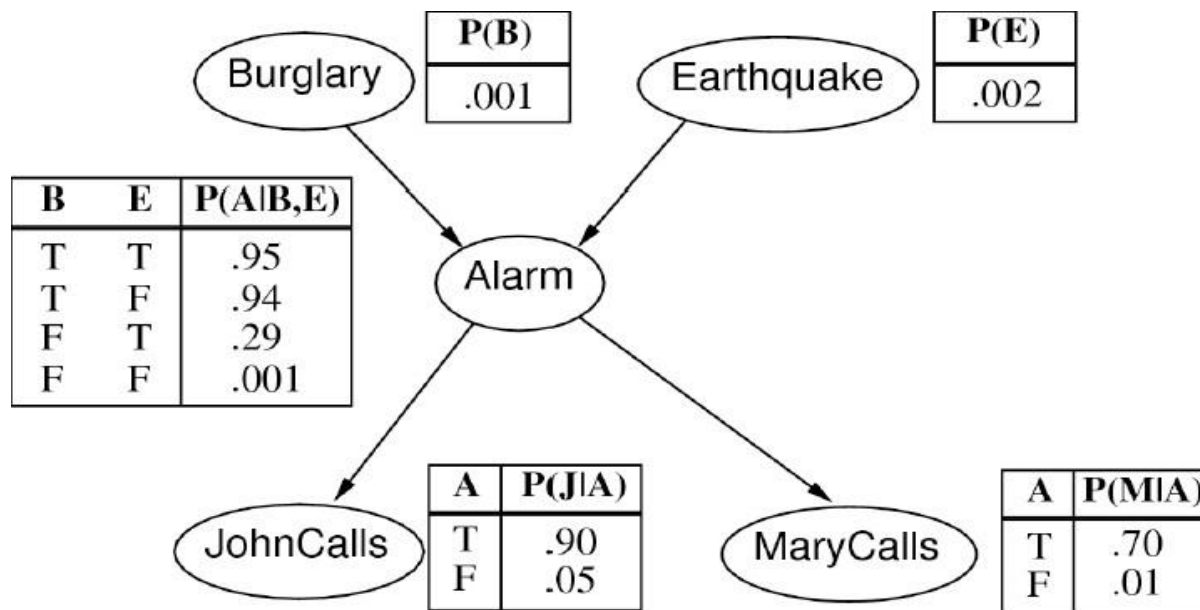 Burglary
P(B)
.001
Earthquake
P(E)
.002
B E P(A|B,E)
T T .95
T F .94
F T .29
F F .001
Alarm
JohnCalls
A P(J|A)
T .90
F .05
MaryCalls
A P(M|A)
T .70
F .01